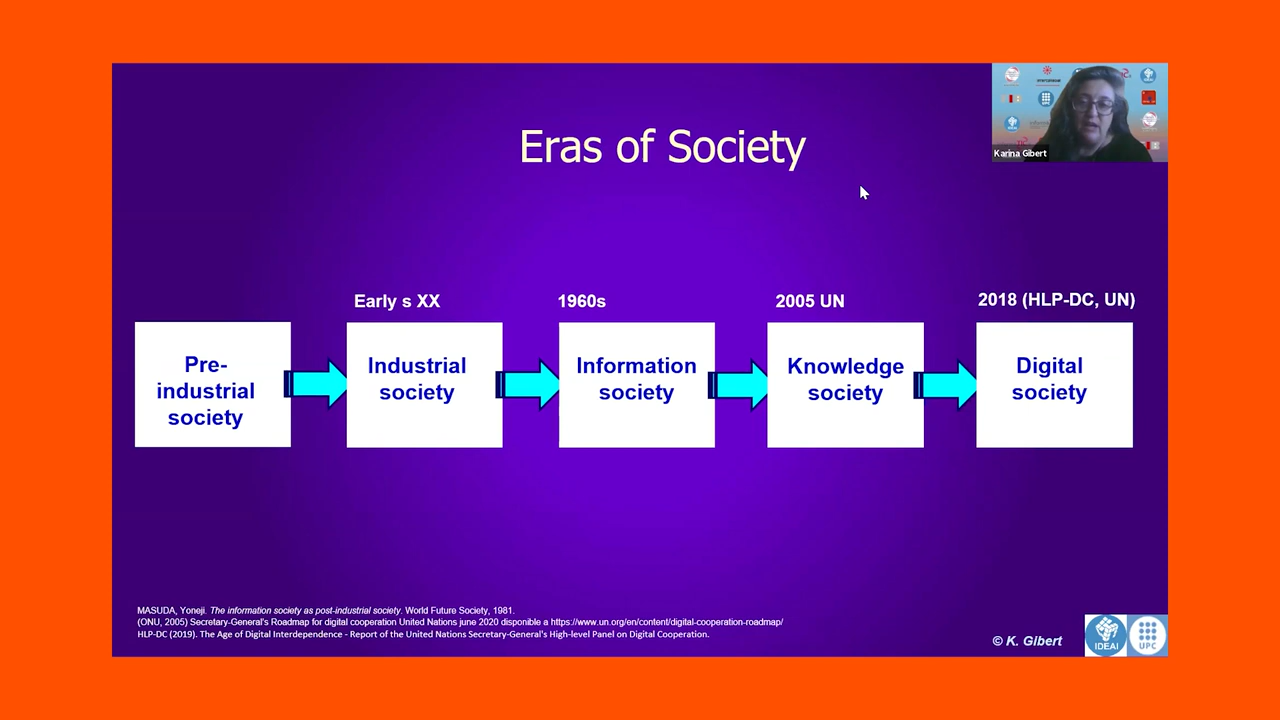 Eras of Society
Karina Gibert
Early s XX
1960s
2005 UN
2018 (HLP-DC, UN)
Pre-
industrial
society
Industrial
society
Information
society
Knowledge
society
Digital
society
MASUDA, Yoneji. The information society as post-industrial society. World Future Society, 1981.
(ONU, 2005) Secretary-General's Roadmap for digital cooperation United Nations june 2020 disponible a https://www.un.org/en/content/digital-cooperation-roadmap/
HLP-DC (2019). The Age of Digital Interdependence - Report of the United Nations Secretary-General's High-level Panel on Digital Cooperation.
© K. Gibert
IDEAI
UPC